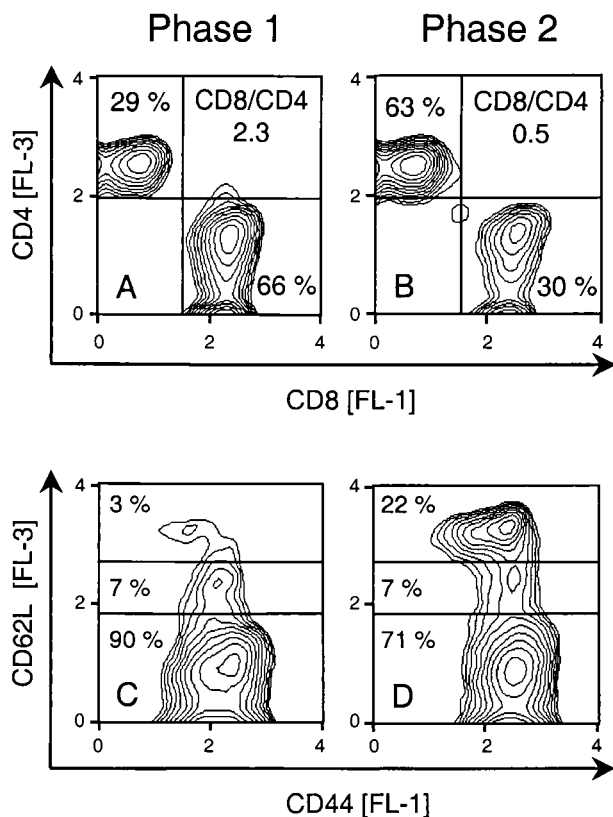 Phase 1 Phase 2
4 29 % CD8/CD4 2.3
4 63 % CD8/CD4 0.5
CD4 [FL-3]
2 2
A 66 %
B 30 %
0 0
0 2 4 0 2 4
CD8 [FL-1]
4 3 % 4 22 %
7 % 7 %
CD62L [FL-3]
2 2
90 % 71 %
C D
0 0
0 2 4 0 2 4
CD44 [FL-1]